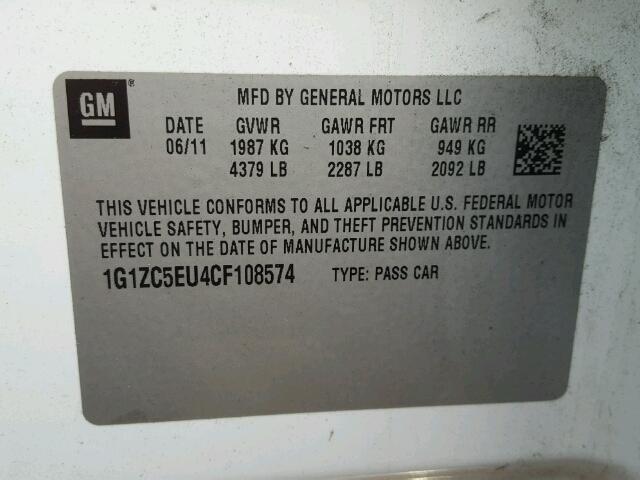 GM®
MFD BY GENERAL MOTORS LLC
DATE GVWR GAWR FRT GAWR RR
06/11 1987 KG 1038 KG 949 KG
4379 LB 2287 LB 2092 LB
THIS VEHICLE CONFORMS TO ALL APPLICABLE U.S. FEDERAL MOTOR
VEHICLE SAFETY, BUMPER, AND THEFT PREVENTION STANDARDS IN
EFFECT ON THE DATE OF MANUFACTURE SHOWN ABOVE.
1G1ZC5EU4CF108574 TYPE: PASS CAR